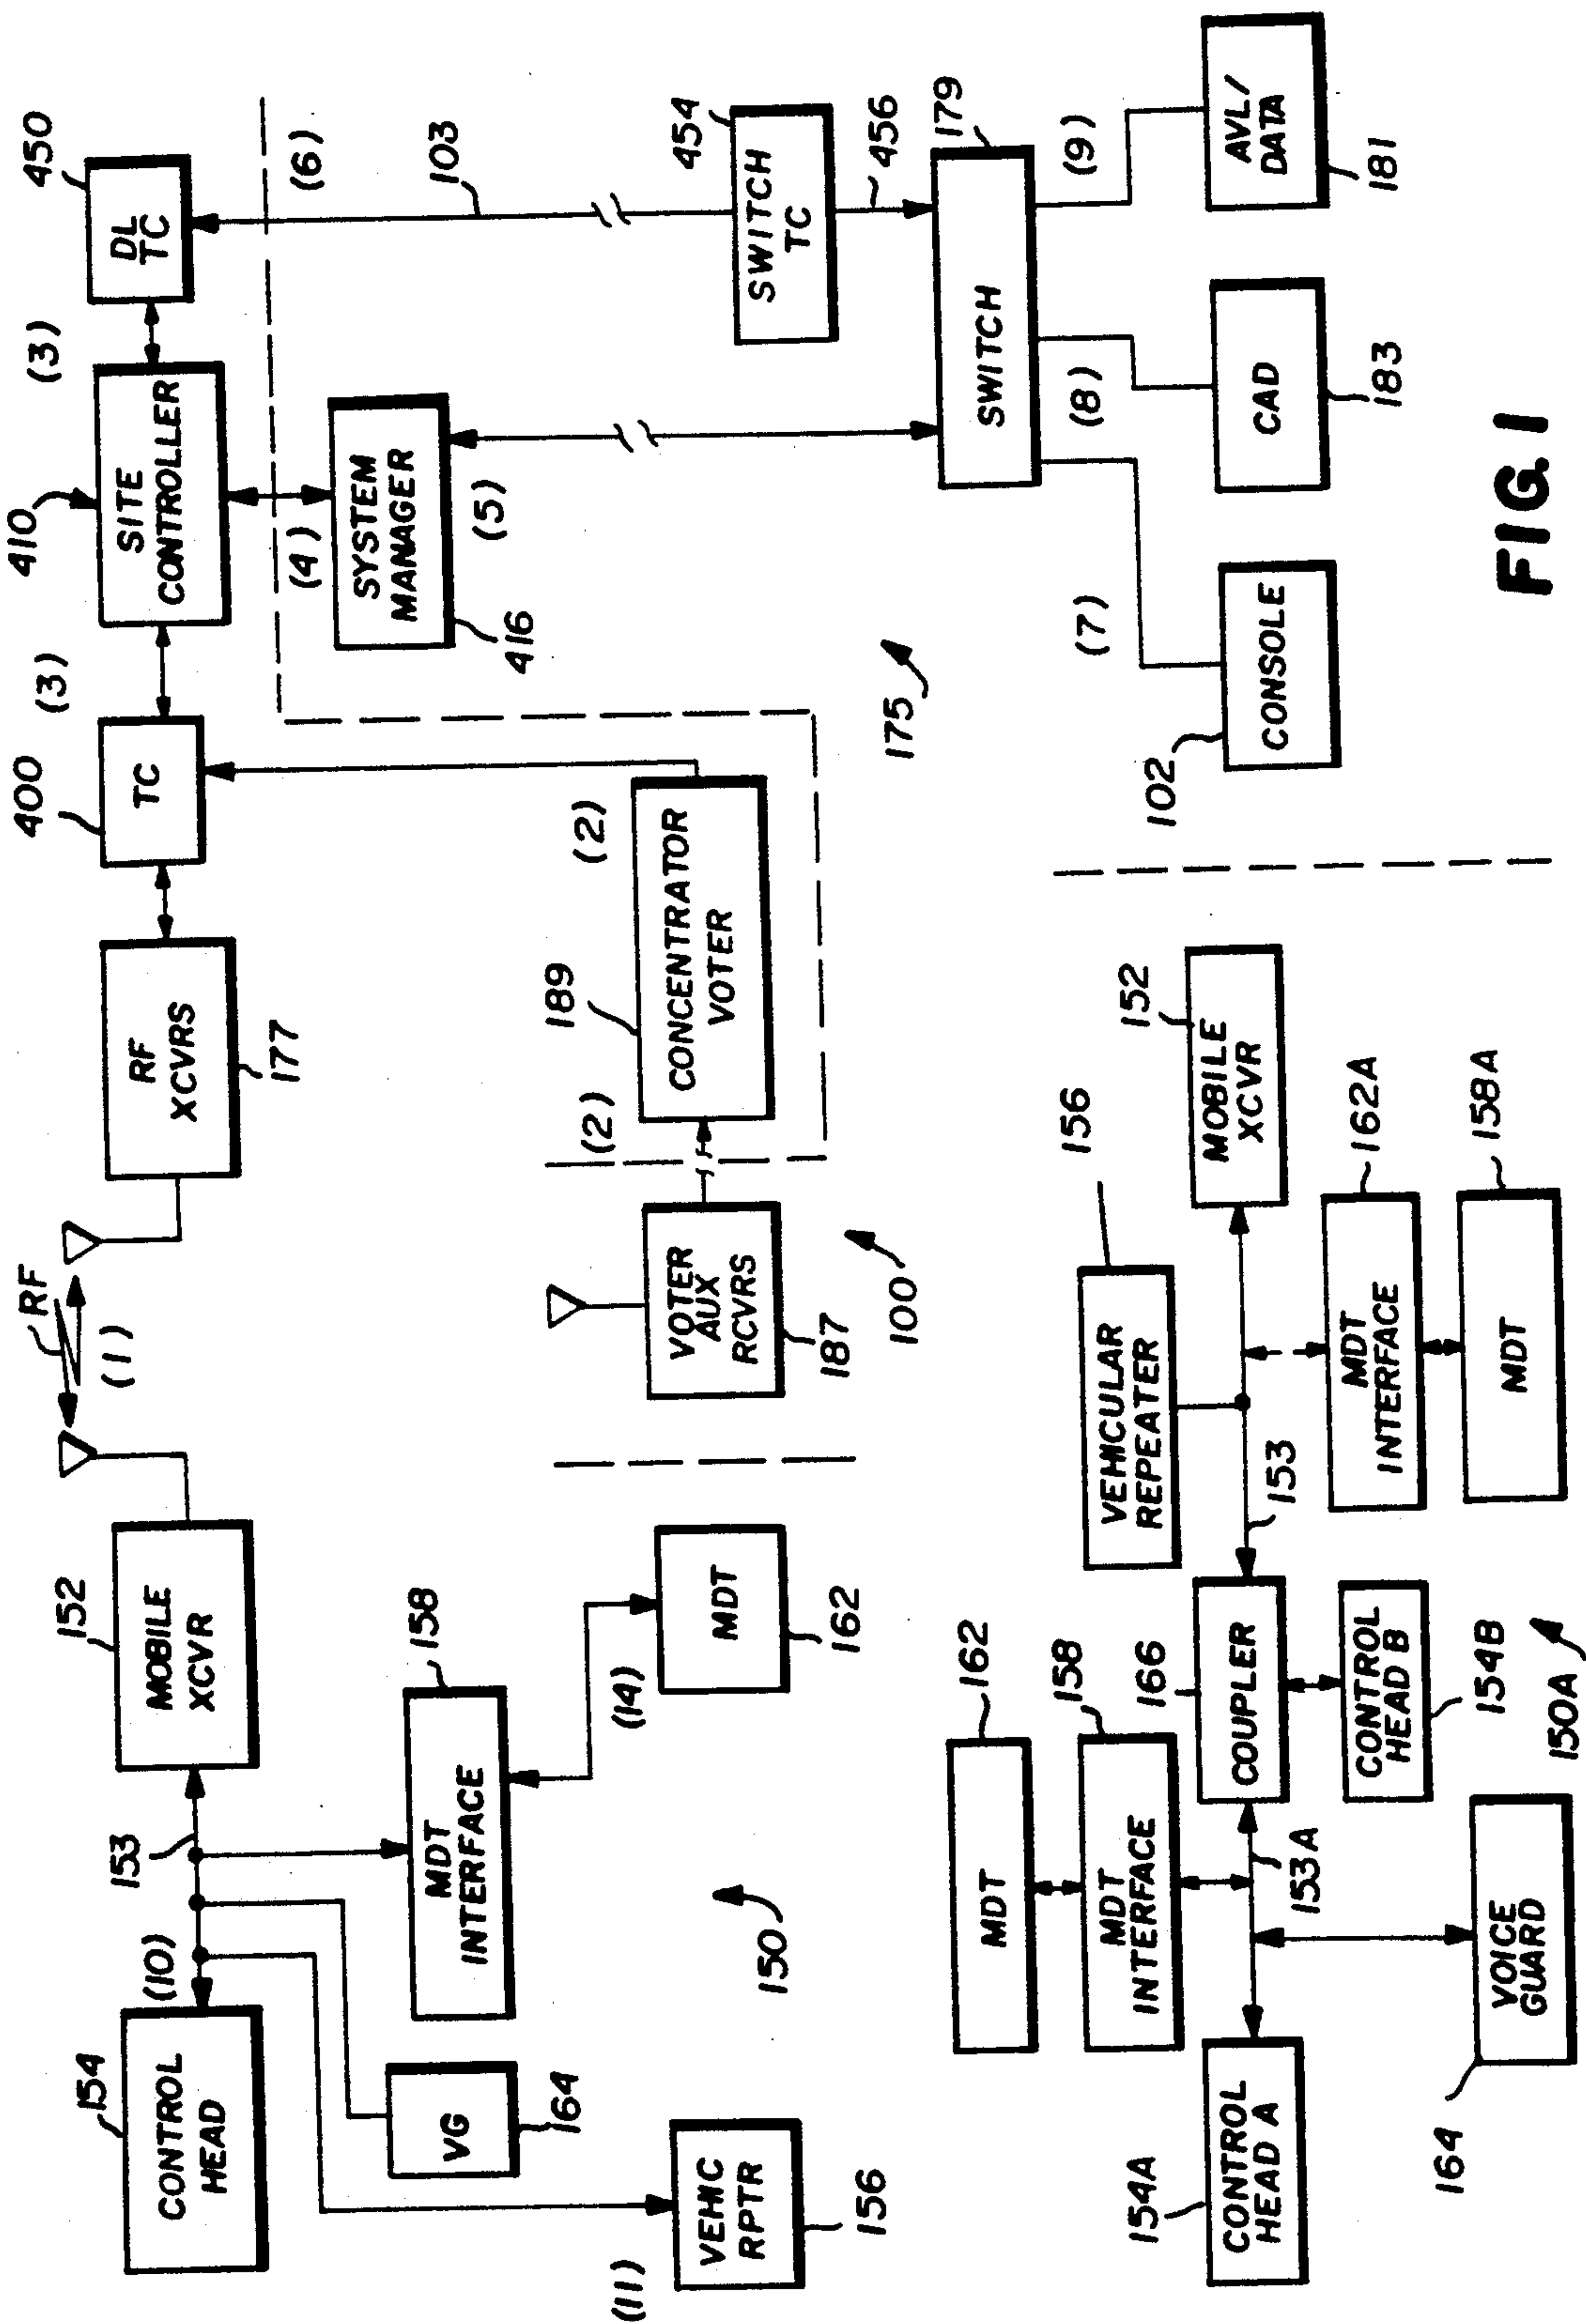 154
CONTROL
HEAD
(10)
153
152
MOBILE
XCVR
RF
(1)
RF
XCVRS
177
400
TC
(3)
410
SITE
CONTROLLER
(3)
450
DL
TC
(4)
(6)
103
SYSTEM
MANAGER
416
(5)
VG
164
MDT
INTERFACE
158
(14)
MDT
162
(11)
VEHIC
RPTR
156
150
VOTER
AUX
RCVRS
187
100
(2)
189
CONCENTRATOR
VOTER
(2)
175
454
SWITCH
TC
456
179
SWITCH
(7)
(8)
(9)
102
CONSOLE
CAD
183
AVL/
DATA
181
MDT
162
MDT
INTERFACE
158
154A
CONTROL
HEAD A
153A
164
VOICE
GUARD
166
COUPLER
CONTROL
HEAD B
154B
150A
153
VEHICULAR
REPEATER
156
152
MOBILE
XCVR
MDT
INTERFACE
162A
MDT
158A
FIG. 1